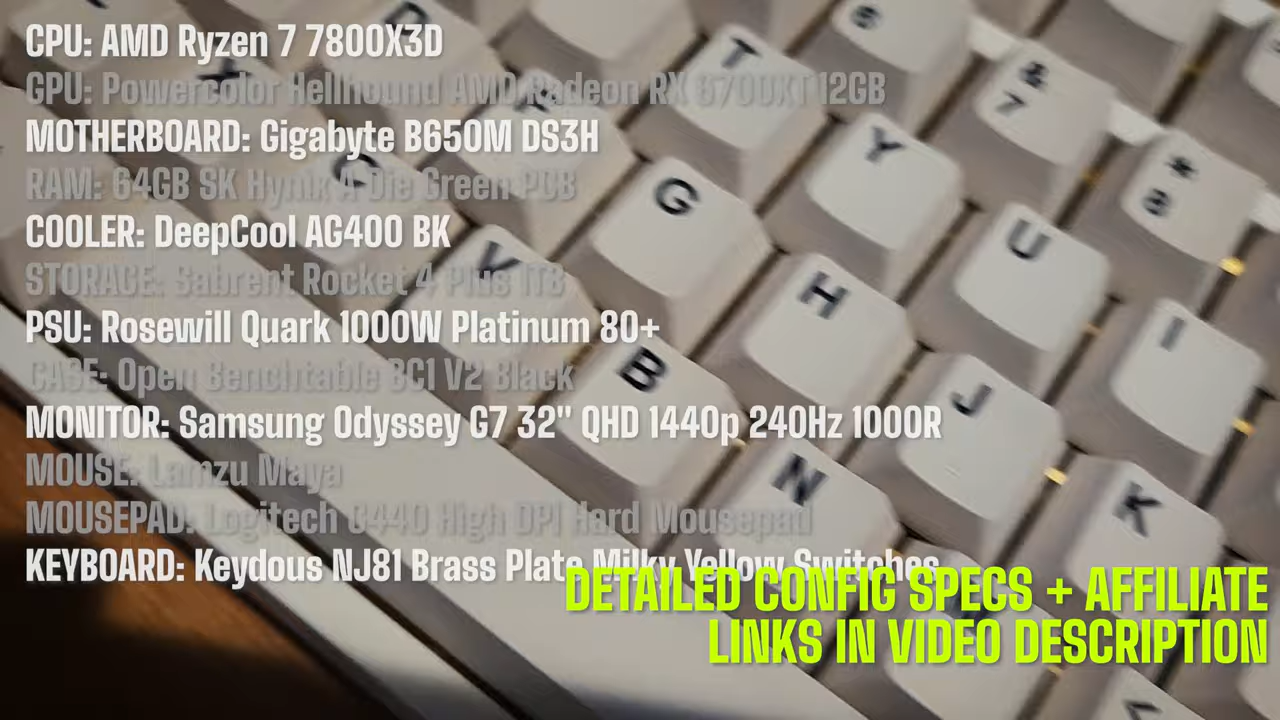 CPU: AMD Ryzen 7 7800X3D
GPU: Powercolor Hellhound AMD Radeon RX 6700XT 12GB
MOTHERBOARD: Gigabyte B650M DS3H
RAM: 64GB SK Hynix A-Die Green PCB
COOLER: DeepCool AG400 BK
STORAGE: Sabrent Rocket 4 Plus 1TB
PSU: Rosewill Quark 1000W Platinum 80+
CASE: Open Benchtable BC1 V2 Black
MONITOR: Samsung Odyssey G7 32" QHD 1440p 240Hz 1000R
MOUSE: Lamzu Maya
MOUSEPAD: Logitech G440 High DPI Hard Mousepad
KEYBOARD: Keydous NJ81 Brass Plate Milky Yellow Switches
DETAILED CONFIG SPECS + AFFILIATE
LINKS IN VIDEO DESCRIPTION
6
T
&
7
Y
*
8
G
U
V
H
I
B
J
N
K
<